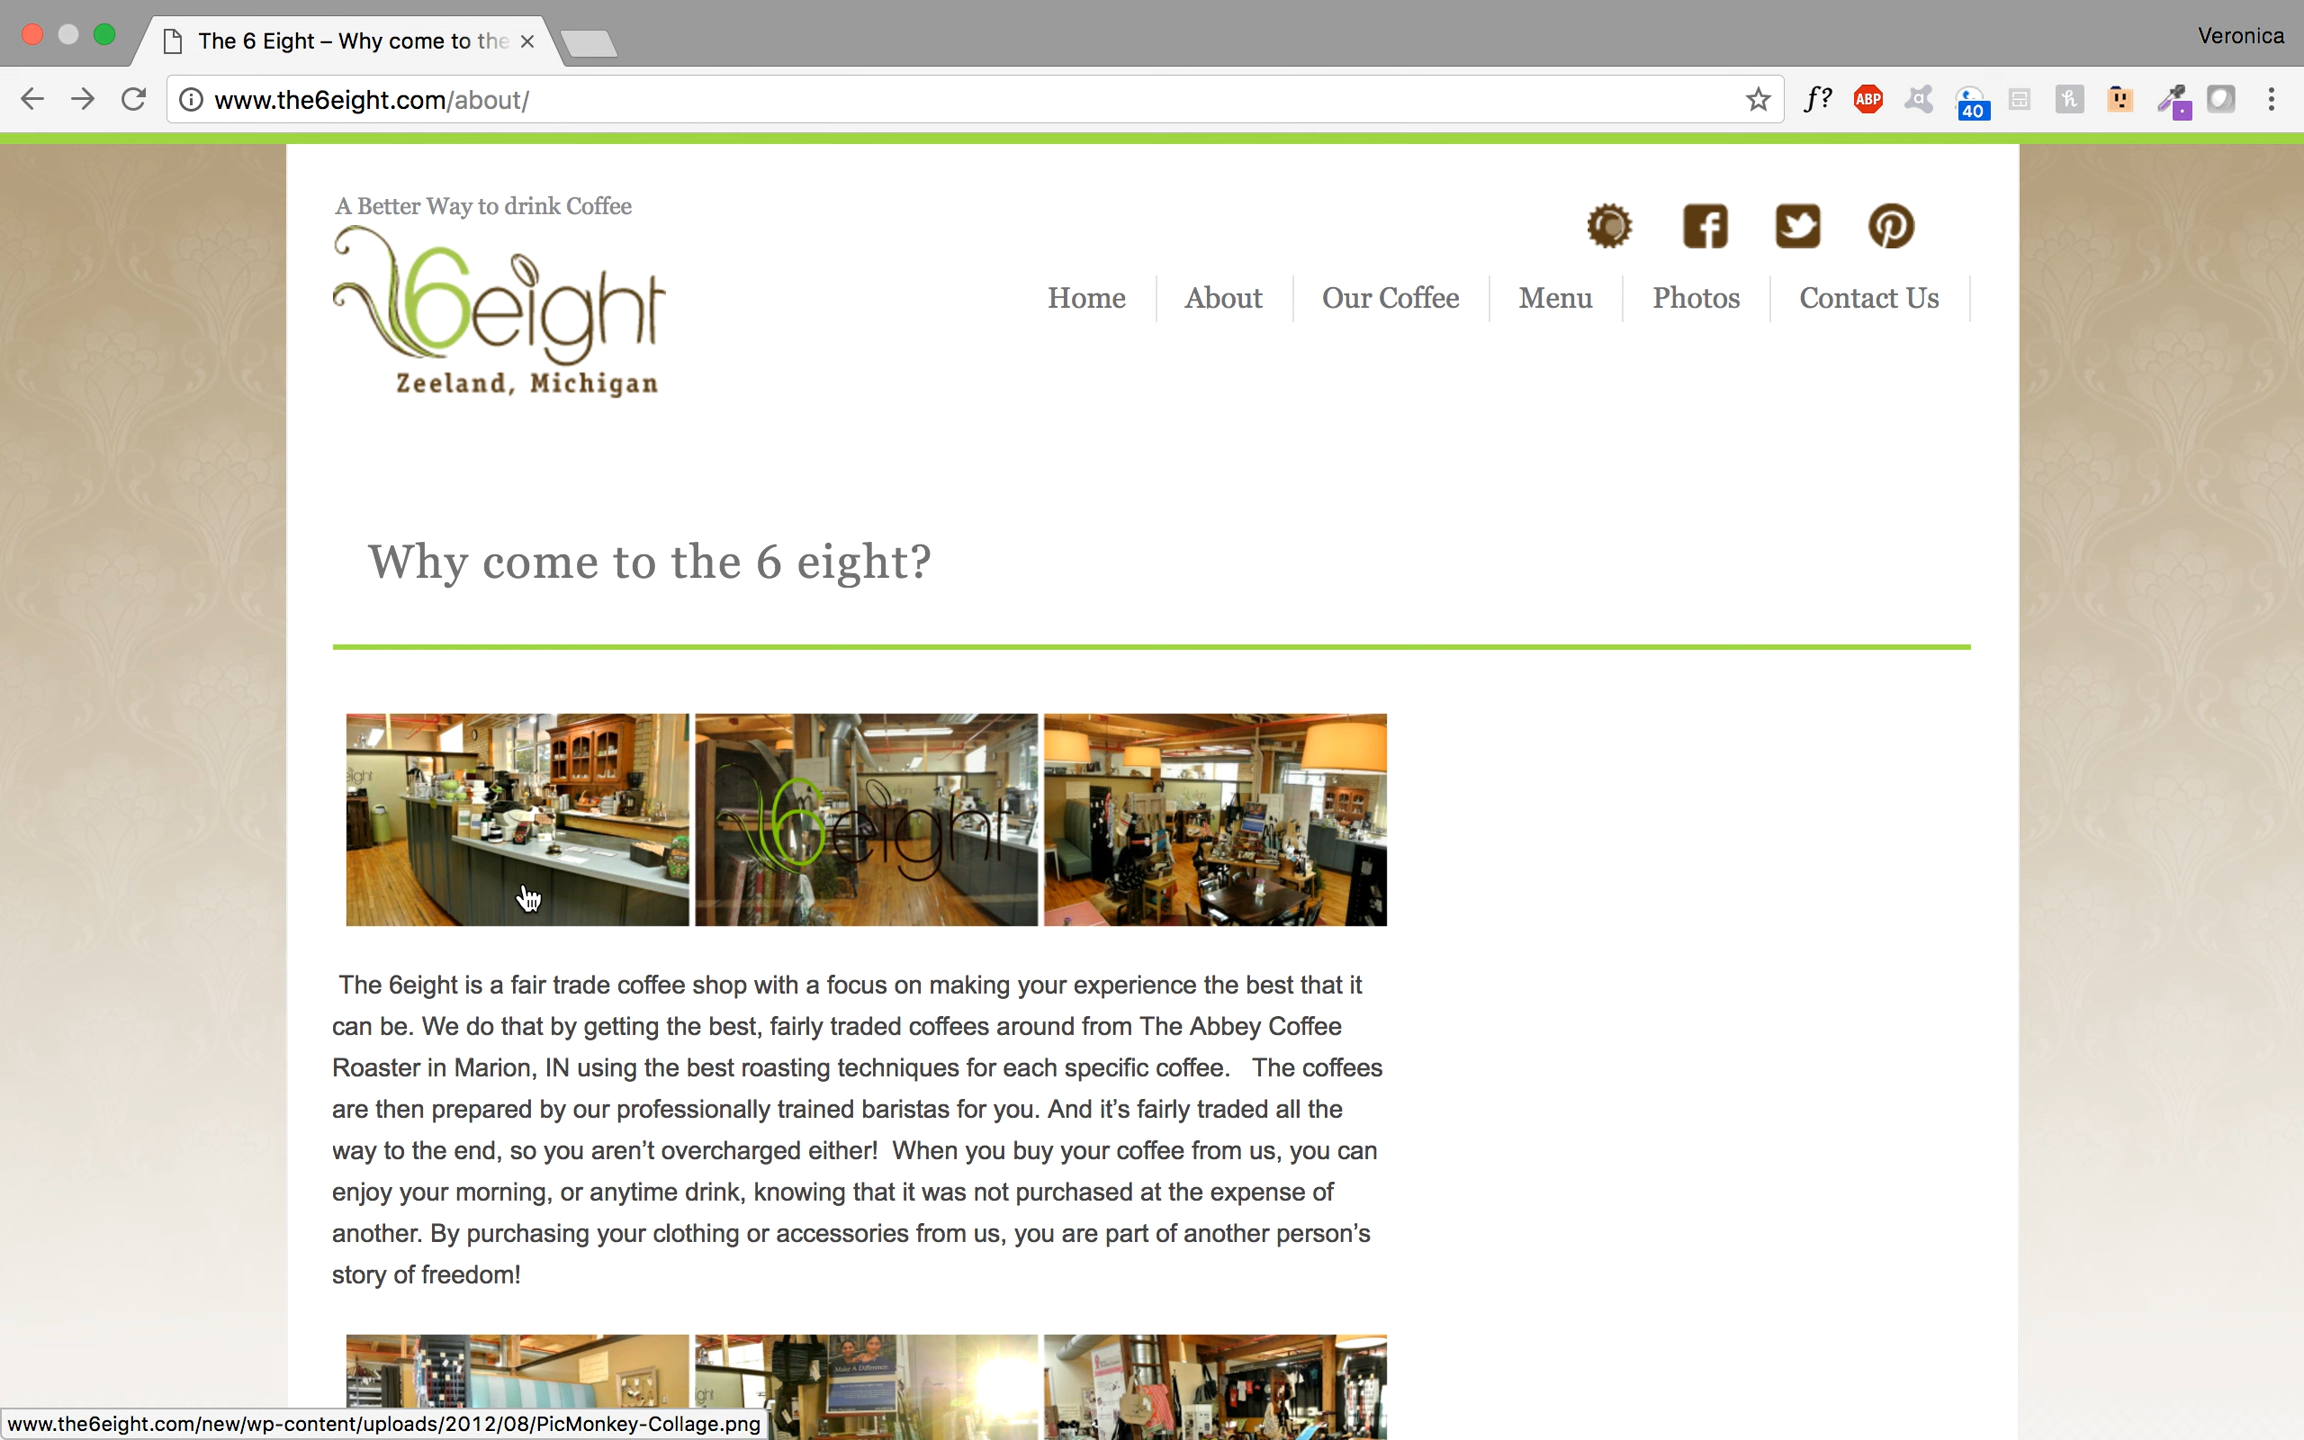 The 6 Eight – Why come to the
Veronica
www.the6eight.com/about/
f?
ABP
40
A Better Way to drink Coffee
6eight
Zeeland, Michigan
Home
About
Our Coffee
Menu
Photos
Contact Us
Why come to the 6 eight?
eight
6eight
The 6eight is a fair trade coffee shop with a focus on making your experience the best that it
can be. We do that by getting the best, fairly traded coffees around from The Abbey Coffee
Roaster in Marion, IN using the best roasting techniques for each specific coffee.   The coffees
are then prepared by our professionally trained baristas for you. And it’s fairly traded all the
way to the end, so you aren’t overcharged either!  When you buy your coffee from us, you can
enjoy your morning, or anytime drink, knowing that it was not purchased at the expense of
another. By purchasing your clothing or accessories from us, you are part of another person’s
story of freedom!
Make A Difference
www.the6eight.com/new/wp-content/uploads/2012/08/PicMonkey-Collage.png